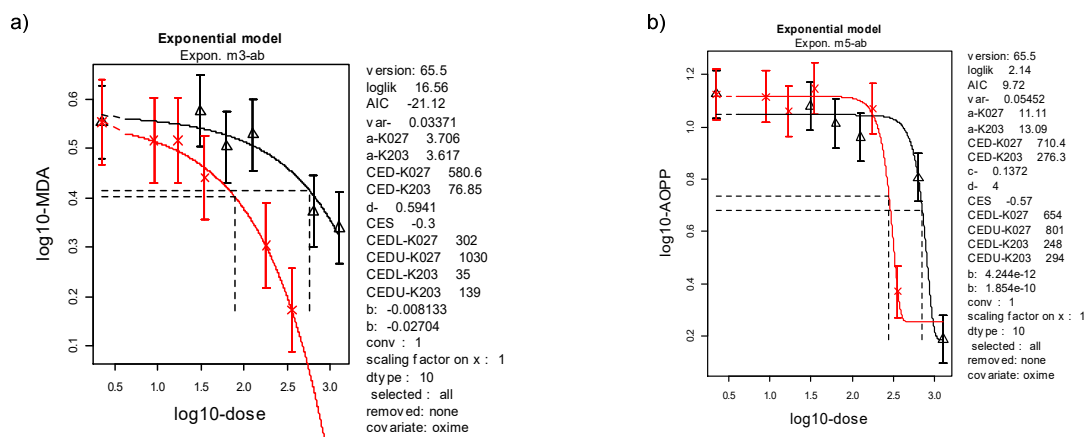 a)
Exponential model
Expon. m3-ab
log10-MDA
0.6
0.5
0.4
0.3
0.2
0.1
0.5 1.0 1.5 2.0 2.5 3.0
log10-dose
version: 65.5
loglik 16.56
AIC -21.12
var- 0.03371
a-K027 3.706
a-K203 3.617
CED-K027 580.6
CED-K203 76.85
d- 0.5941
CES -0.3
CEDL-K027 302
CEDU-K027 1030
CEDL-K203 35
CEDU-K203 139
b: -0.008133
b: -0.02704
conv : 1
scaling factor on x : 1
dtype : 10
selected : all
removed: none
covariate: oxime
b)
Exponential model
Expon. m5-ab
log10-AOPP
1.2
1.0
0.8
0.6
0.4
0.2
0.5 1.0 1.5 2.0 2.5 3.0
log10-dose
version: 65.5
loglik 2.14
AIC 9.72
var- 0.05452
a-K027 11.11
a-K203 13.09
CED-K027 710.4
CED-K203 276.3
c- 0.1372
d- 4
CES -0.57
CEDL-K027 654
CEDU-K027 801
CEDL-K203 248
CEDU-K203 294
b: 4.244e-12
b: 1.854e-10
conv : 1
scaling factor on x : 1
dtype : 10
selected : all
removed: none
covariate: oxime